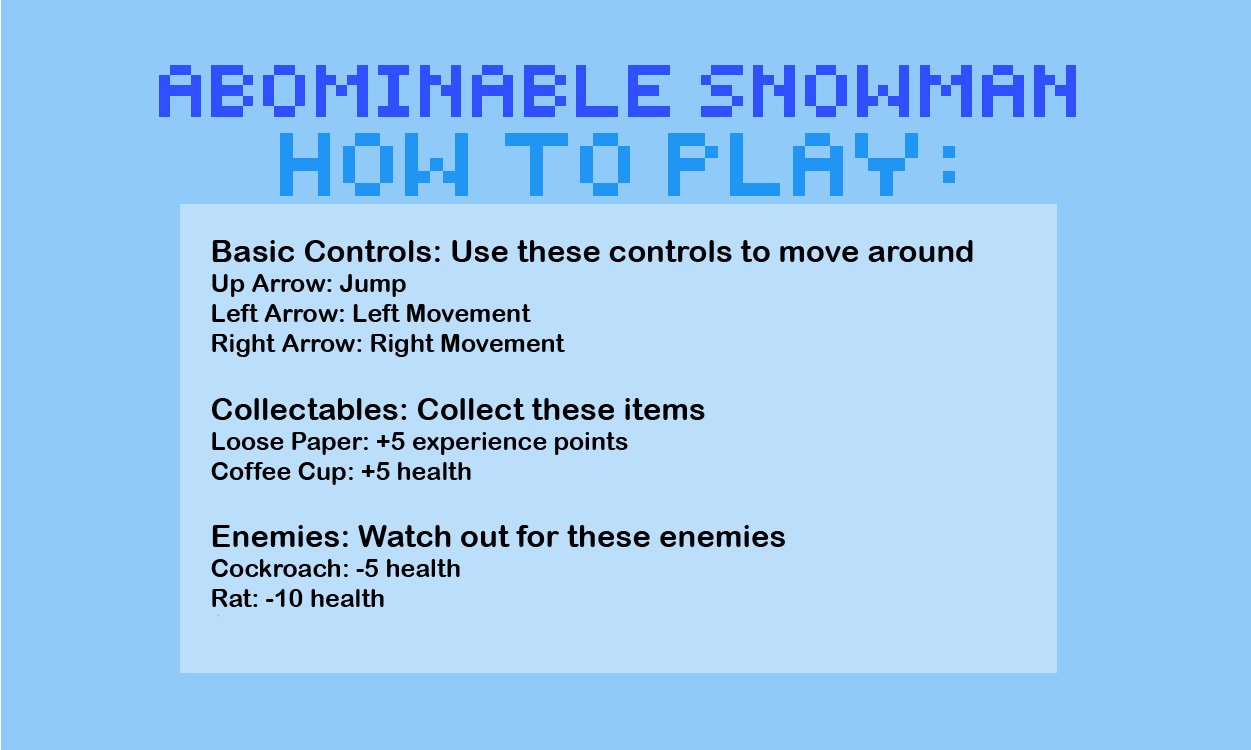 ABOMINABLE SNOWMAN
HOW TO PLAY:
Basic Controls: Use these controls to move around
Up Arrow: Jump
Left Arrow: Left Movement
Right Arrow: Right Movement
Collectables: Collect these items
Loose Paper: +5 experience points
Coffee Cup: +5 health
Enemies: Watch out for these enemies
Cockroach: -5 health
Rat: -10 health